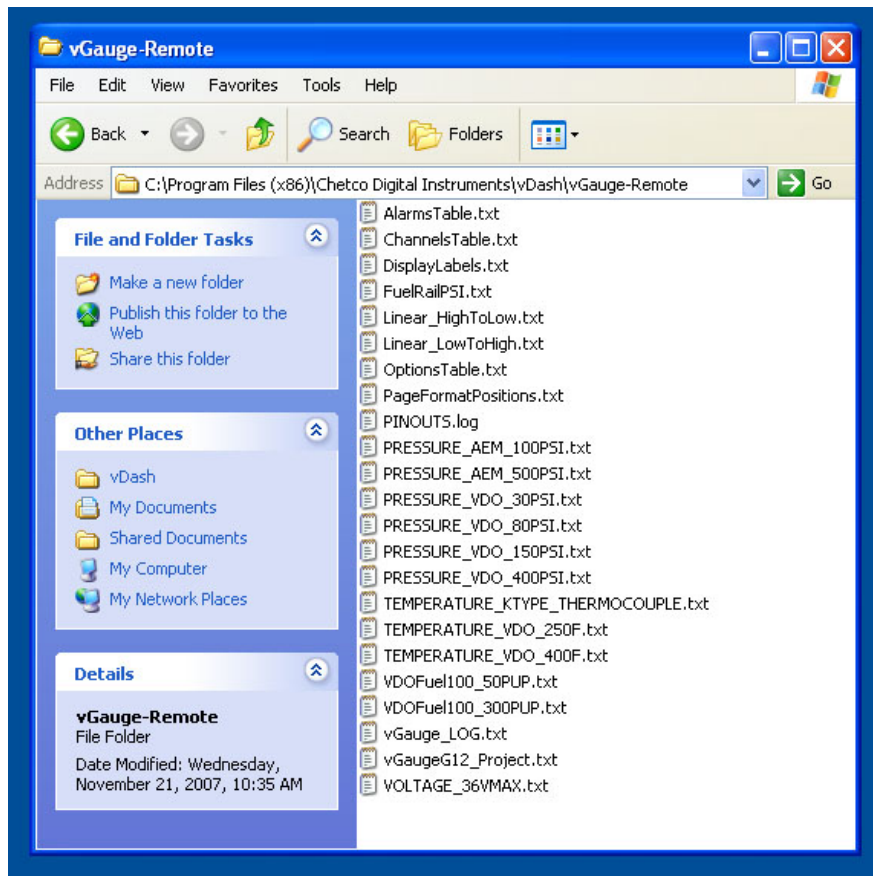 vGauge-Remote
File Edit View Favorites Tools Help
Back Search Folders
Address C:\Program Files (x86)\Chetco Digital Instruments\vDash\vGauge-Remote Go
File and Folder Tasks
Make a new folder
Publish this folder to the
Web
Share this folder
Other Places
vDash
My Documents
Shared Documents
My Computer
My Network Places
Details
vGauge-Remote
File Folder
Date Modified: Wednesday,
November 21, 2007, 10:35 AM
AlarmsTable.txt
ChannelsTable.txt
DisplayLabels.txt
FuelRailPSI.txt
Linear_HighToLow.txt
Linear_LowToHigh.txt
OptionsTable.txt
PageFormatPositions.txt
PINOUTS.log
PRESSURE_AEM_100PSI.txt
PRESSURE_AEM_500PSI.txt
PRESSURE_VDO_30PSI.txt
PRESSURE_VDO_80PSI.txt
PRESSURE_VDO_150PSI.txt
PRESSURE_VDO_400PSI.txt
TEMPERATURE_KTYPE_THERMOCOUPLE.txt
TEMPERATURE_VDO_250F.txt
TEMPERATURE_VDO_400F.txt
VDOFuel100_50PUP.txt
VDOFuel100_300PUP.txt
vGauge_LOG.txt
vGaugeG12_Project.txt
VOLTAGE_36VMAX.txt